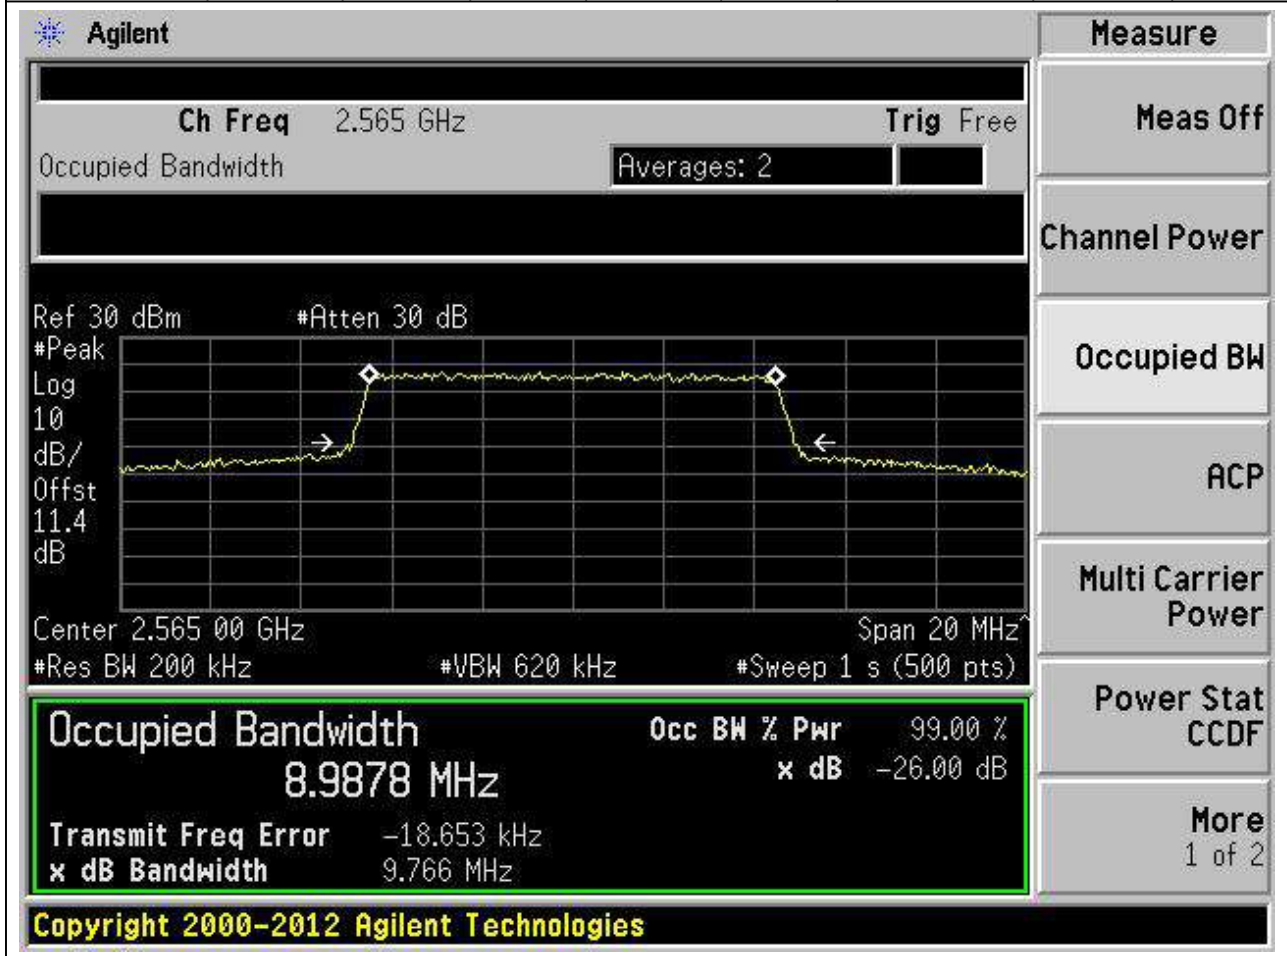 Agilent
Measure
Ch Freq 2.565 GHz Trig Free
Occupied Bandwidth Averages: 2
Meas Off
Channel Power
Occupied BW
ACP
Multi Carrier
Power
Power Stat
CCDF
More
1 of 2
Ref 30 dBm #Atten 30 dB
#Peak
Log
10
dB/
Offst
11.4
dB
Center 2.565 00 GHz Span 20 MHz^
#Res BW 200 kHz #VBW 620 kHz #Sweep 1 s (500 pts)
Occupied Bandwidth Occ BW % Pwr 99.00 %
8.9878 MHz x dB -26.00 dB
Transmit Freq Error -18.653 kHz
x dB Bandwidth 9.766 MHz
Copyright 2000-2012 Agilent Technologies